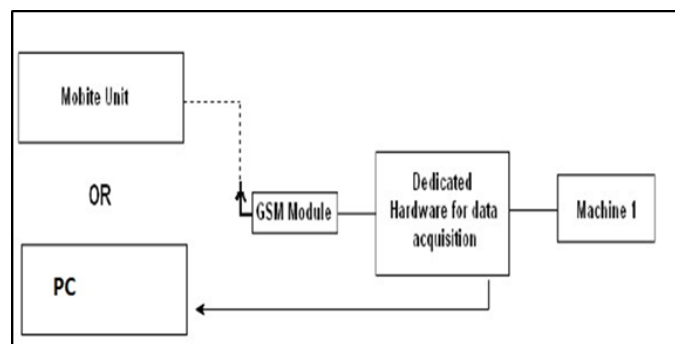 Mobite Unit
OR
PC
GSM Module
Dedicated
Hardware for data
acquisition
Machine 1